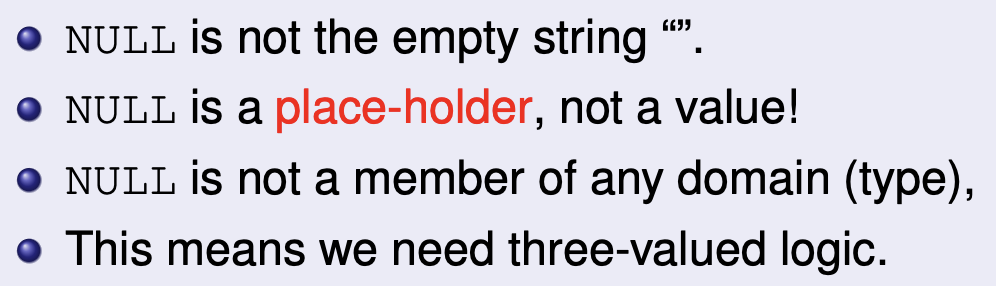 NULL is not the empty string “”.
NULL is a place-holder, not a value!
NULL is not a member of any domain (type),
This means we need three-valued logic.